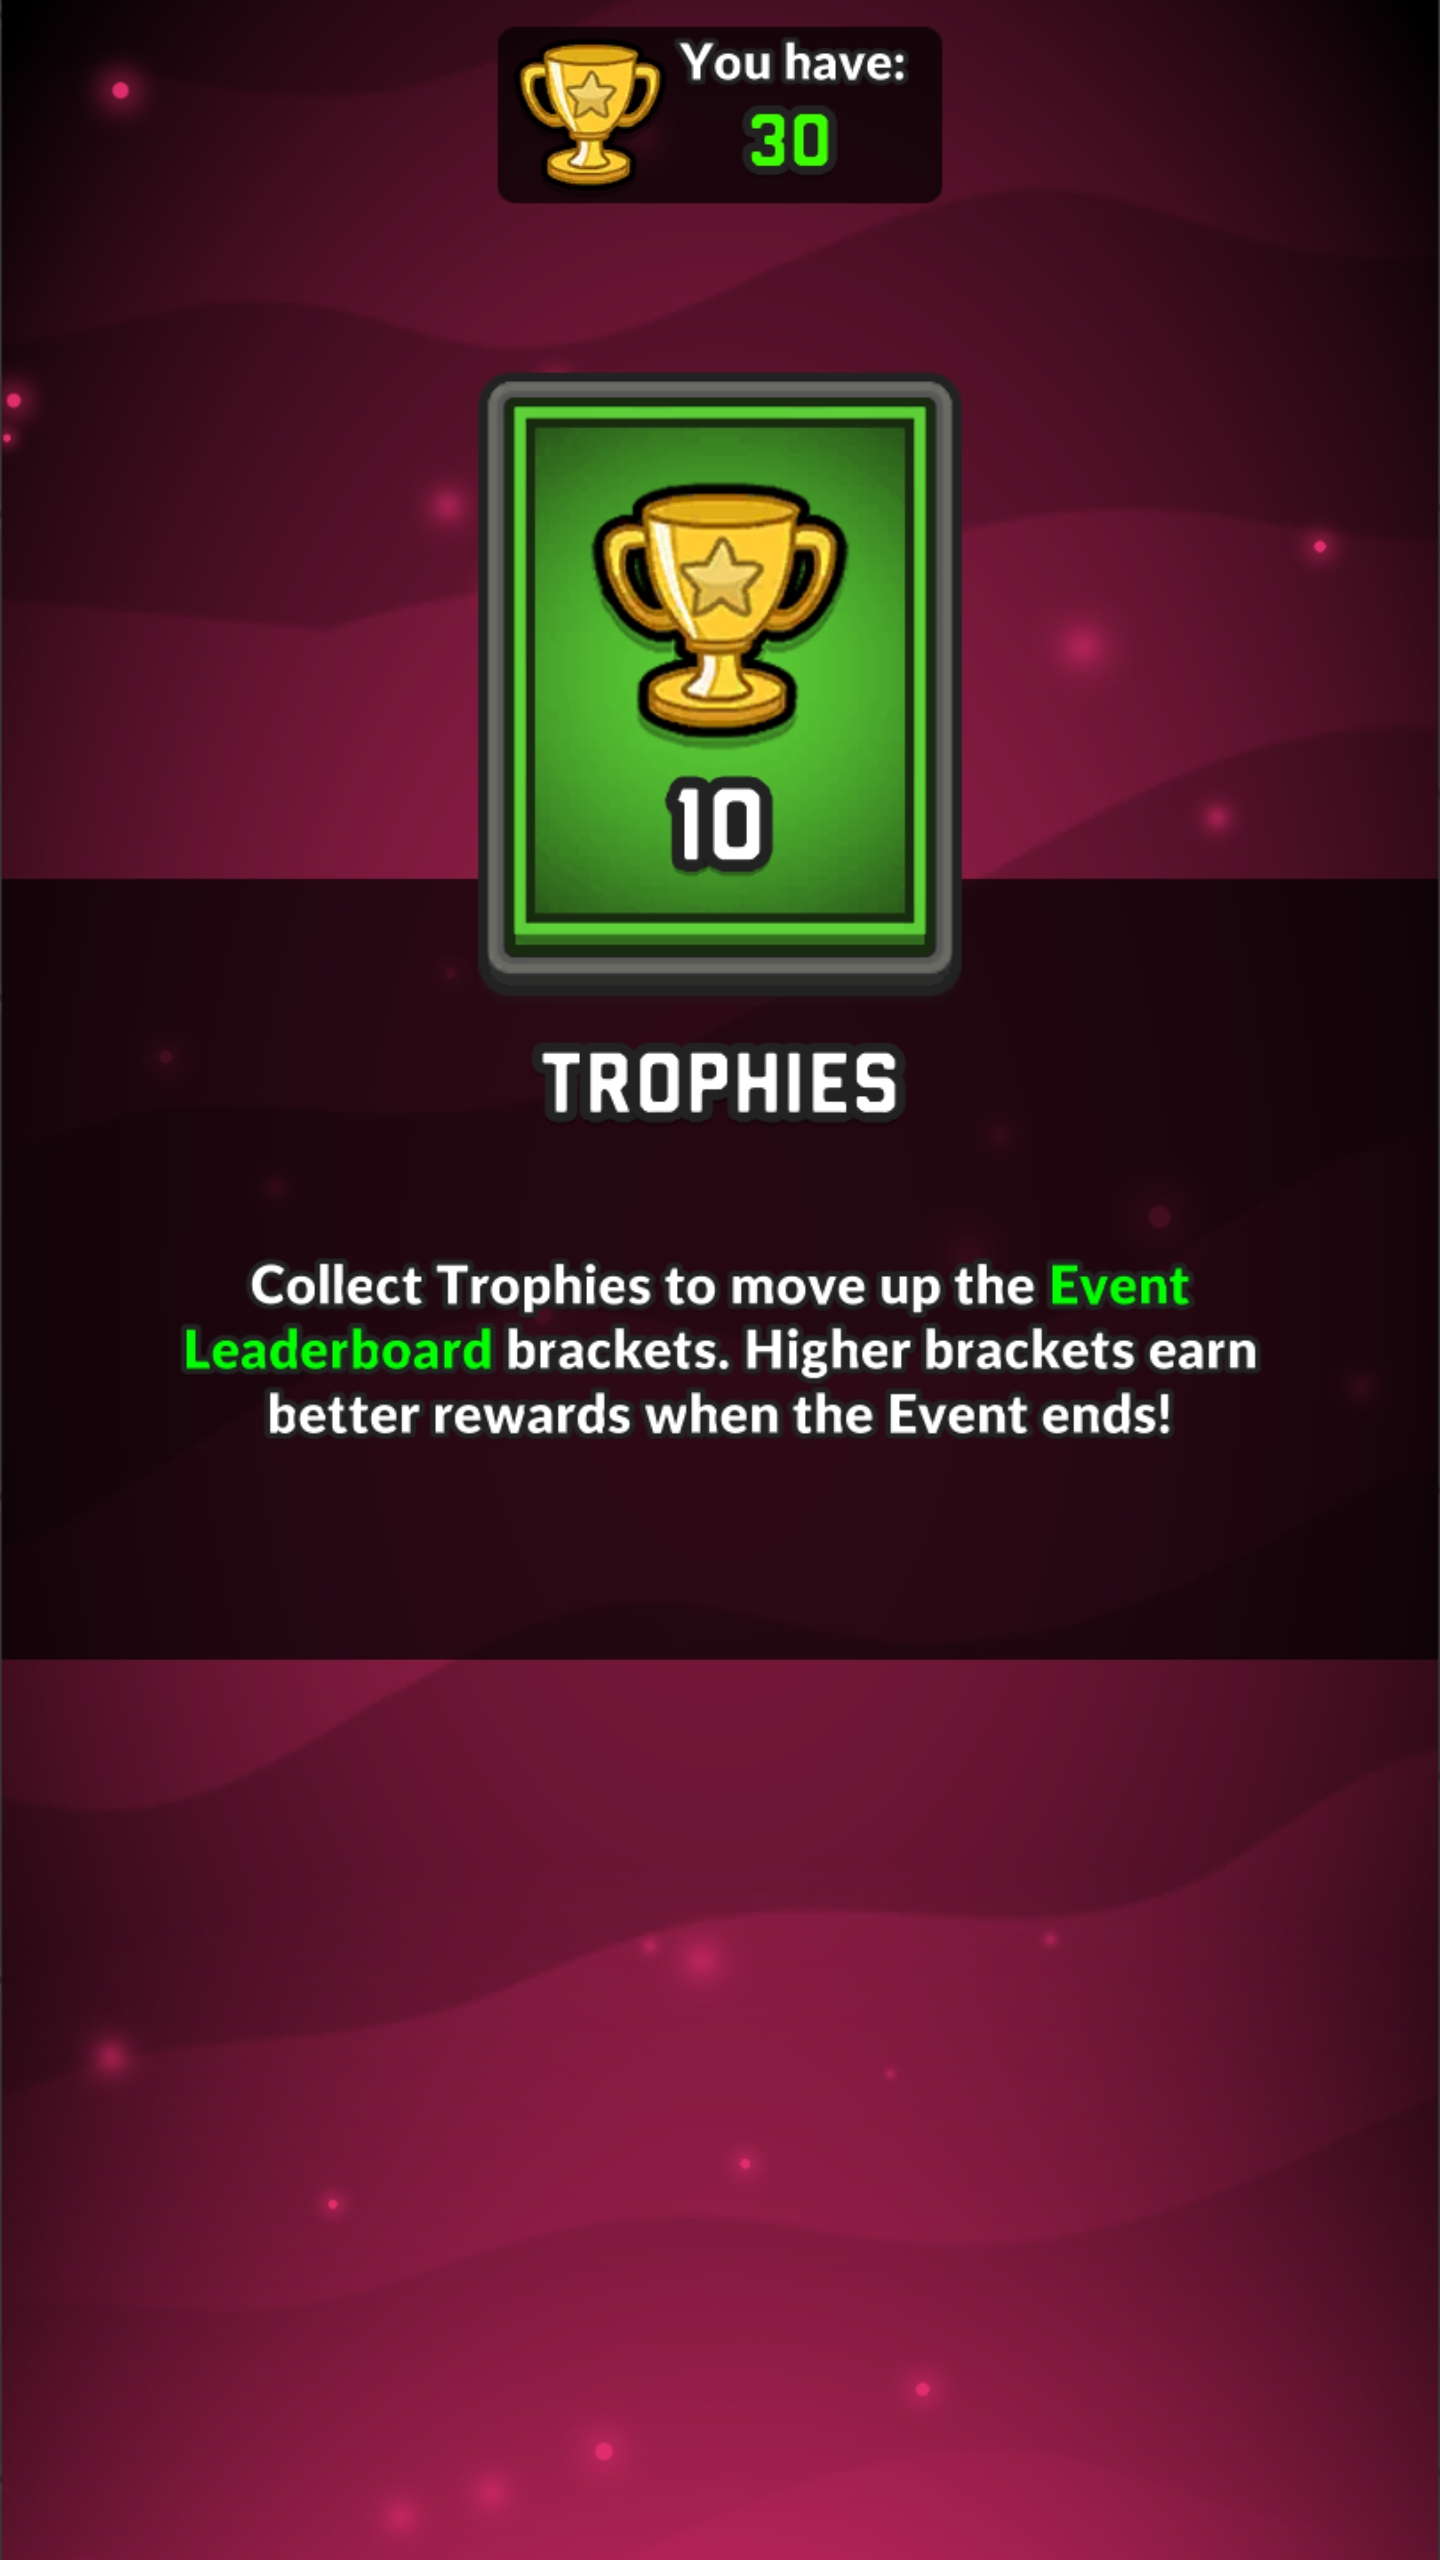 You have:
30
10
TROPHIES
Collect Trophies to move up the Event
Leaderboard brackets. Higher brackets earn
better rewards when the Event ends!